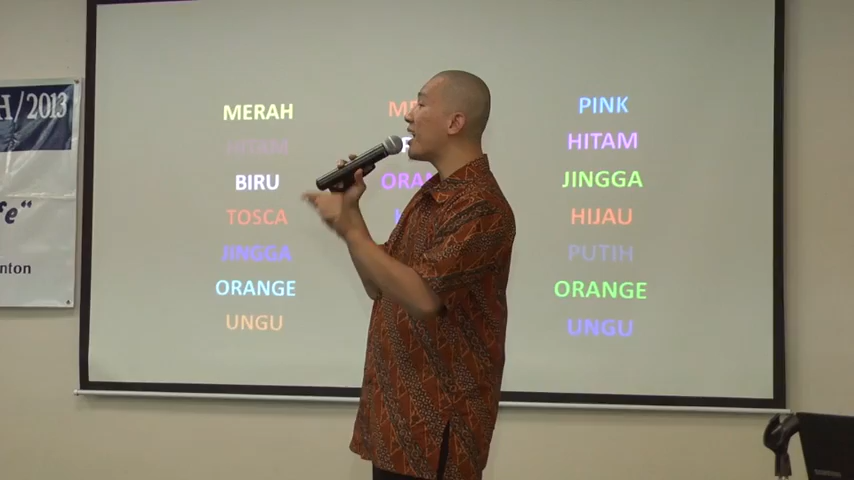 H/2013
fe"
nton
MERAH
HITAM
BIRU
TOSCA
JINGGA
ORANGE
UNGU
PINK
HITAM
JINGGA
HIJAU
PUTIH
ORANGE
UNGU